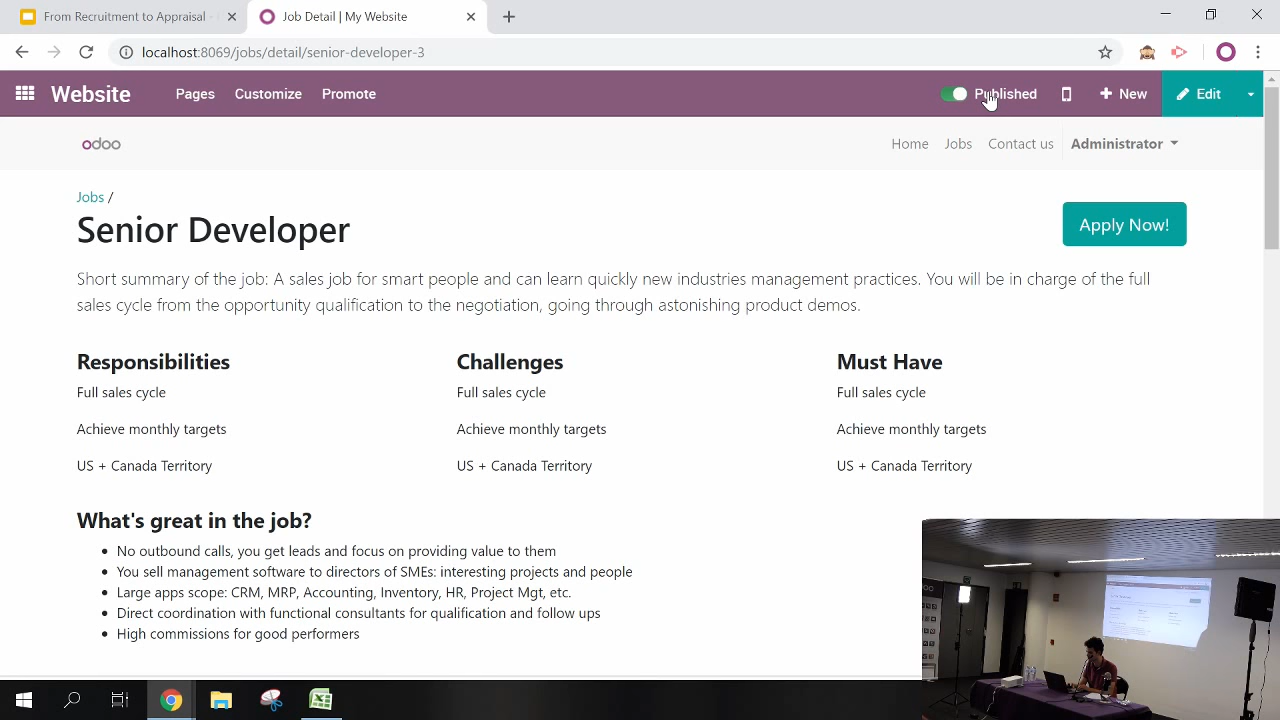 From Recruitment to Appraisal
Job Detail | My Website
localhost:8069/jobs/detail/senior-developer-3
Website
Pages
Customize
Promote
Published
New
Edit
odoo
Home
Jobs
Contact us
Administrator
Jobs /
Senior Developer
Apply Now!
Short summary of the job: A sales job for smart people and can learn quickly new industries management practices. You will be in charge of the full
sales cycle from the opportunity qualification to the negotiation, going through astonishing product demos.
Responsibilities
Full sales cycle
Achieve monthly targets
US + Canada Territory
Challenges
Full sales cycle
Achieve monthly targets
US + Canada Territory
Must Have
Full sales cycle
Achieve monthly targets
US + Canada Territory
What's great in the job?
No outbound calls, you get leads and focus on providing value to them
You sell management software to directors of SMEs: interesting projects and people
Large apps scope: CRM, MRP, Accounting, Inventory, HR, Project Mgt, etc.
Direct coordination with functional consultants for qualification and follow ups
High commissions for good performers